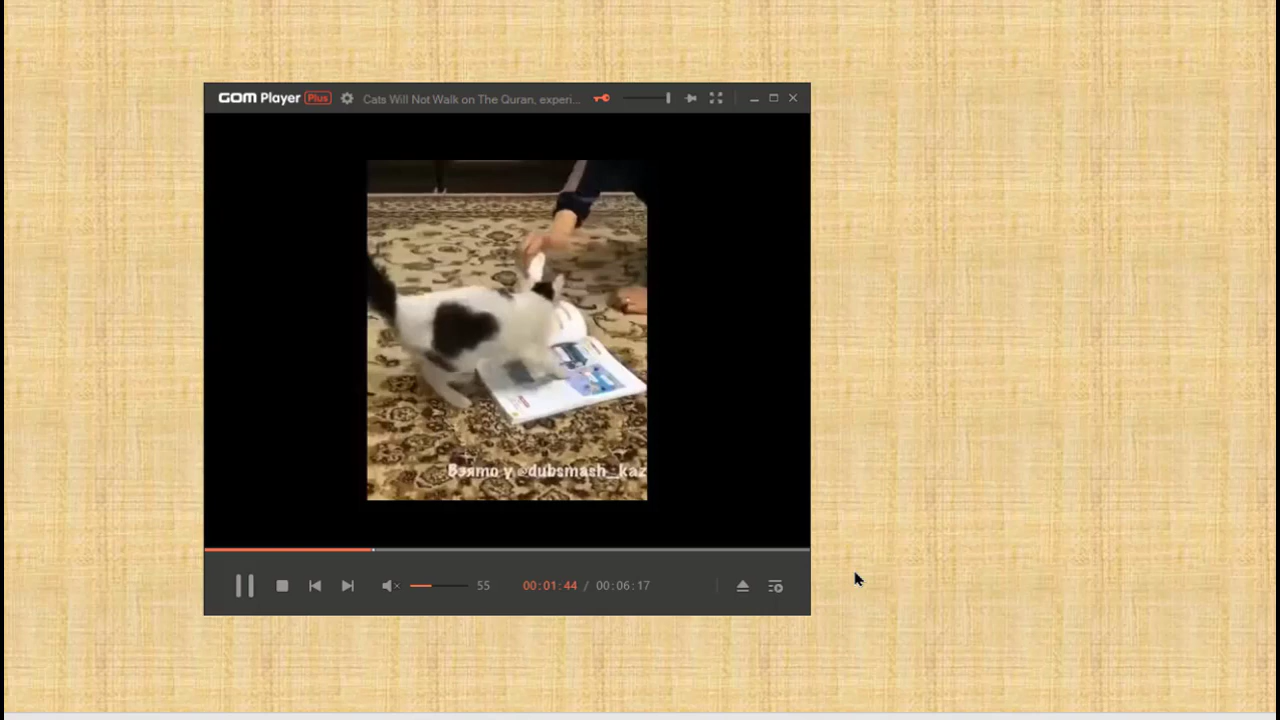 GOM Player Plus
Cats Will Not Walk on The Quran, experi...
Взято у @dubsmash_kaz
55
00:01:44 / 00:06:17